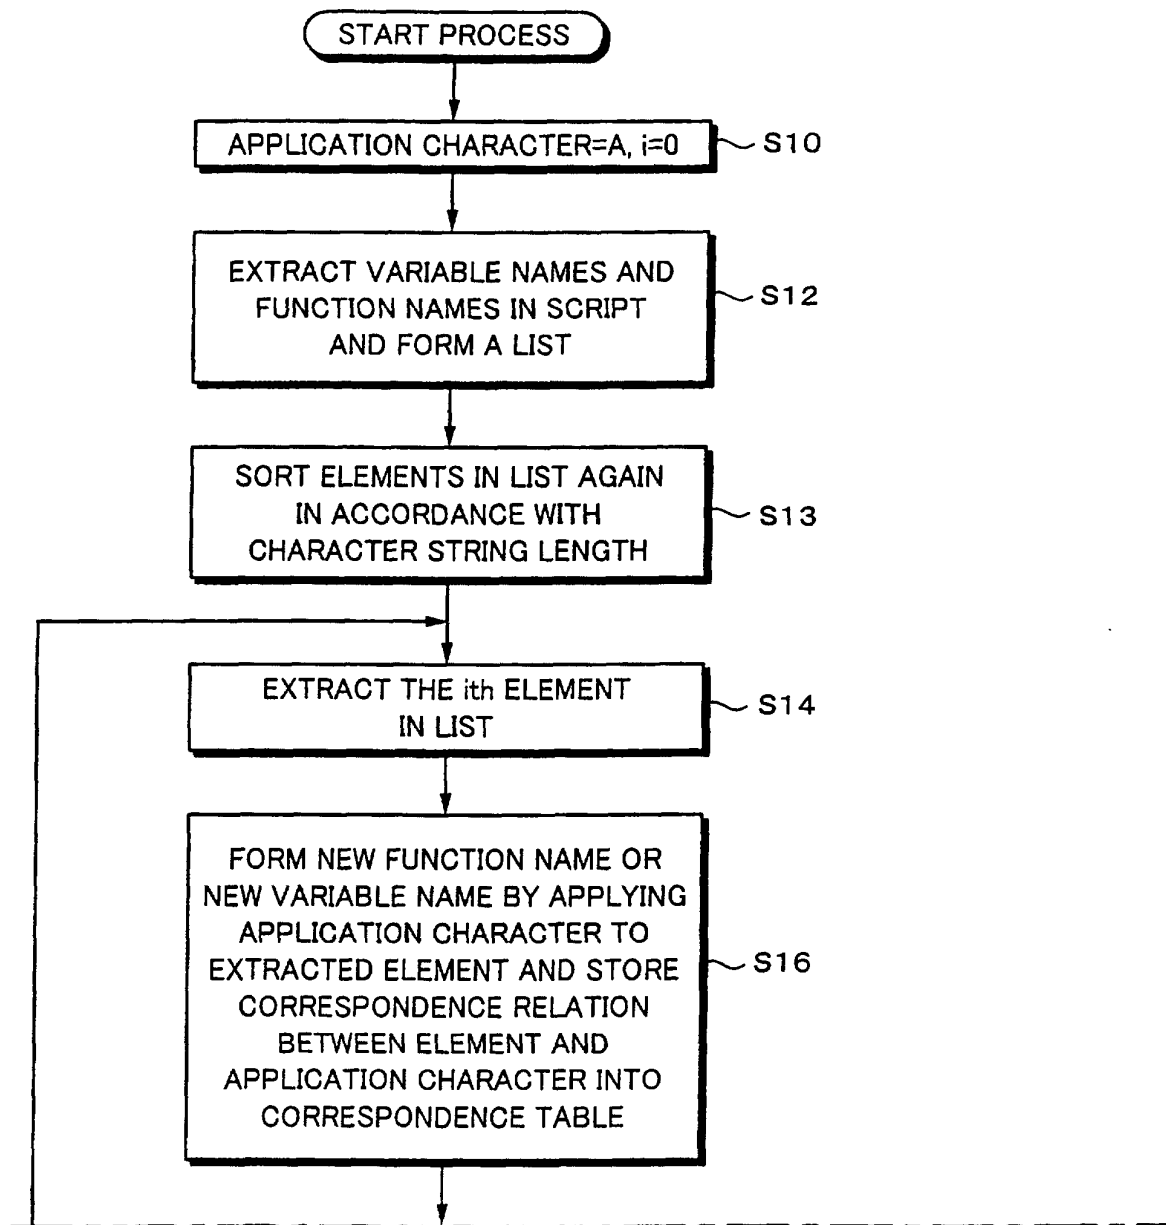 START PROCESS
APPLICATION CHARACTER=A, i=0
S10
EXTRACT VARIABLE NAMES AND
FUNCTION NAMES IN SCRIPT
AND FORM A LIST
S12
SORT ELEMENTS IN LIST AGAIN
IN ACCORDANCE WITH
CHARACTER STRING LENGTH
S13
EXTRACT THE ith ELEMENT
IN LIST
S14
FORM NEW FUNCTION NAME OR
NEW VARIABLE NAME BY APPLYING
APPLICATION CHARACTER TO
EXTRACTED ELEMENT AND STORE
CORRESPONDENCE RELATION
BETWEEN ELEMENT AND
APPLICATION CHARACTER INTO
CORRESPONDENCE TABLE
S16